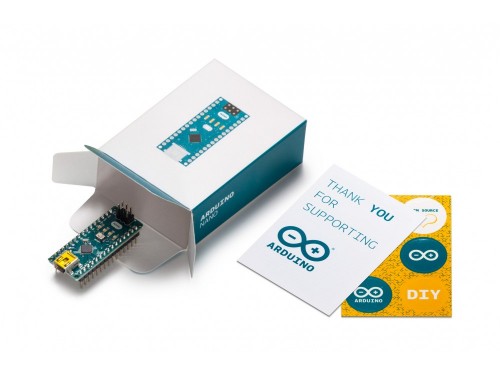 ARDUINO
NANO
THANK YOU
FOR
SUPPORTING
ARDUINO
SOURCE
ARDUINO
DIY